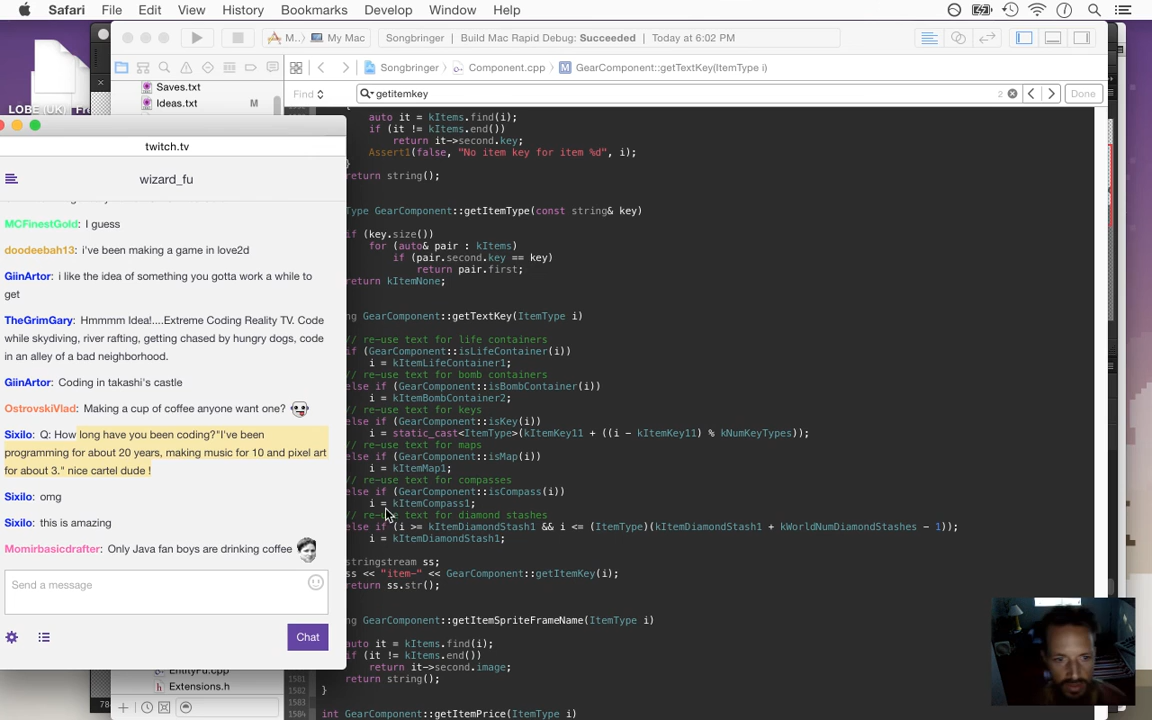 Safari File Edit View History Bookmarks Develop Window Help
M.. My Mac Songbringer | Build Mac Rapid Debug: Succeeded | Today at 6:02 PM
Songbringer Component.cpp GearComponent::getTextKey(ItemType i)
Saves.txt
Ideas.txt M
Find getitemkey 2 Done
LOBE (UK)
twitch.tv
wizard_fu
MCFinestGold: I guess
doodeebah13: i've been making a game in love2d
GiinArtor: i like the idea of something you gotta work a while to
get
TheGrimGary: Hmmmm Idea!....Extreme Coding Reality TV. Code
while skydiving, river rafting, getting chased by hungry dogs, code
in an alley of a bad neighborhood.
GiinArtor: Coding in takashi's castle
OstrovskiVlad: Making a cup of coffee anyone want one?
Sixilo: Q: How long have you been coding?"I've been
programming for about 20 years, making music for 10 and pixel art
for about 3." nice cartel dude !
Sixilo: omg
Sixilo: this is amazing
Momirbasicdrafter: Only Java fan boys are drinking coffee
Send a message
Chat
EntityFu.cpp
Extensions.h
78
{
auto it = kItems.find(i);
if (it != kItems.end())
return it->second.key;
Assert1(false, "No item key for item %d", i);
}
return string();
Type GearComponent::getItemType(const string& key)
if (key.size())
for (auto& pair : kItems)
if (pair.second.key == key)
return pair.first;
return kItemNone;
ng GearComponent::getTextKey(ItemType i)
// re-use text for life containers
if (GearComponent::isLifeContainer(i))
i = kItemLifeContainer1;
// re-use text for bomb containers
else if (GearComponent::isBombContainer(i))
i = kItemBombContainer2;
// re-use text for keys
else if (GearComponent::isKey(i))
i = static_cast<ItemType>(kItemKey11 + ((i - kItemKey11) % kNumKeyTypes));
// re-use text for maps
else if (GearComponent::isMap(i))
i = kItemMap1;
// re-use text for compasses
else if (GearComponent::isCompass(i))
i = kItemCompass1;
// re-use text for diamond stashes
else if (i >= kItemDiamondStash1 && i <= (ItemType)(kItemDiamondStash1 + kWorldNumDiamondStashes - 1))
i = kItemDiamondStash1;
stringstream ss;
ss << "item-" << GearComponent::getItemKey(i);
return ss.str();
ng GearComponent::getItemSpriteFrameName(ItemType i)
auto it = kItems.find(i);
if (it != kItems.end())
return it->second.image;
1581 return string();
1582 }
1583
1584 int GearComponent::getItemPrice(ItemType i)